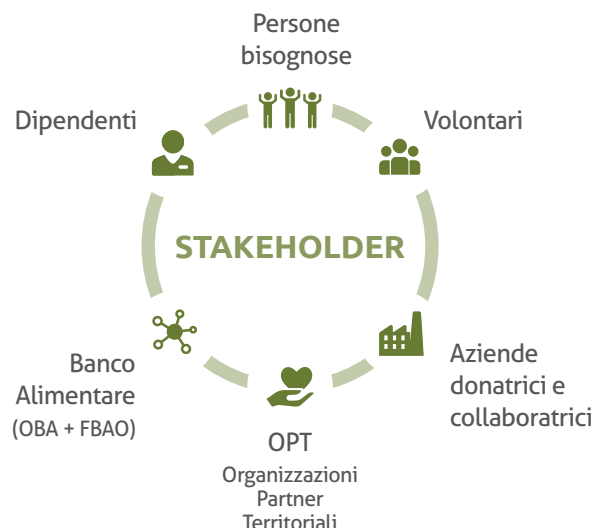 Persone
bisognose
Dipendenti
Volontari
STAKEHOLDER
Banco
Alimentare
(OBA + FBAO)
Aziende
donatrici e
collaboratrici
OPT
Organizzazioni
Partner
Territoriali